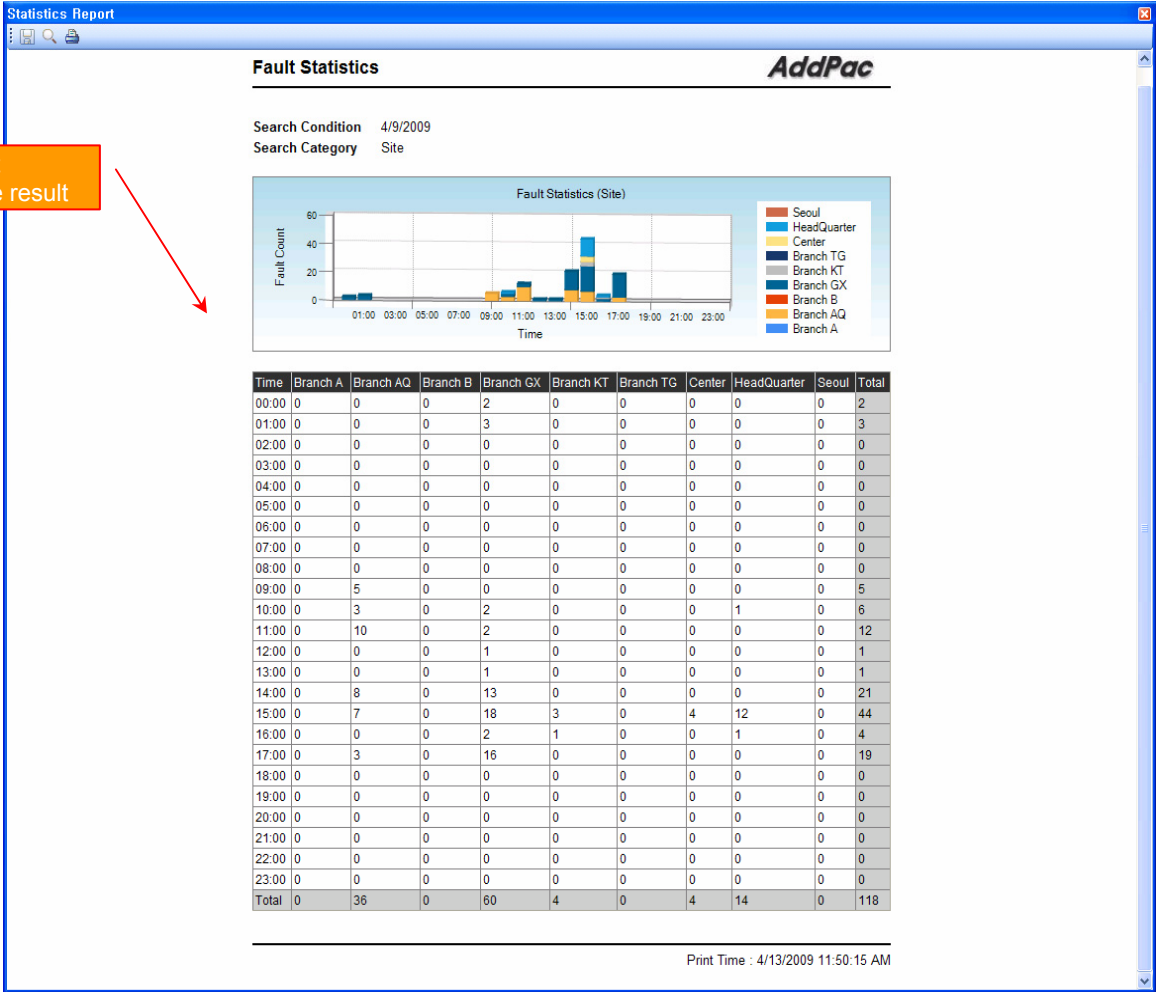 Statistics Report
Fault Statistics
AddPac
Search Condition 4/9/2009
Search Category Site
result
Fault Statistics (Site)
Fault Count
60
40
20
0
01:00 03:00 05:00 07:00 09:00 11:00 13:00 15:00 17:00 19:00 21:00 23:00
Time
Seoul
HeadQuarter
Center
Branch TG
Branch KT
Branch GX
Branch B
Branch AQ
Branch A
Time Branch A Branch AQ Branch B Branch GX Branch KT Branch TG Center HeadQuarter Seoul Total
00:00 0 0 0 2 0 0 0 0 0 2
01:00 0 0 0 3 0 0 0 0 0 3
02:00 0 0 0 0 0 0 0 0 0 0
03:00 0 0 0 0 0 0 0 0 0 0
04:00 0 0 0 0 0 0 0 0 0 0
05:00 0 0 0 0 0 0 0 0 0 0
06:00 0 0 0 0 0 0 0 0 0 0
07:00 0 0 0 0 0 0 0 0 0 0
08:00 0 0 0 0 0 0 0 0 0 0
09:00 0 5 0 0 0 0 0 0 0 5
10:00 0 3 0 2 0 0 0 1 0 6
11:00 0 10 0 2 0 0 0 0 0 12
12:00 0 0 0 1 0 0 0 0 0 1
13:00 0 0 0 1 0 0 0 0 0 1
14:00 0 8 0 13 0 0 0 0 0 21
15:00 0 7 0 18 3 0 4 12 0 44
16:00 0 0 0 2 1 0 0 1 0 4
17:00 0 3 0 16 0 0 0 0 0 19
18:00 0 0 0 0 0 0 0 0 0 0
19:00 0 0 0 0 0 0 0 0 0 0
20:00 0 0 0 0 0 0 0 0 0 0
21:00 0 0 0 0 0 0 0 0 0 0
22:00 0 0 0 0 0 0 0 0 0 0
23:00 0 0 0 0 0 0 0 0 0 0
Total 0 36 0 60 4 0 4 14 0 118
Print Time : 4/13/2009 11:50:15 AM